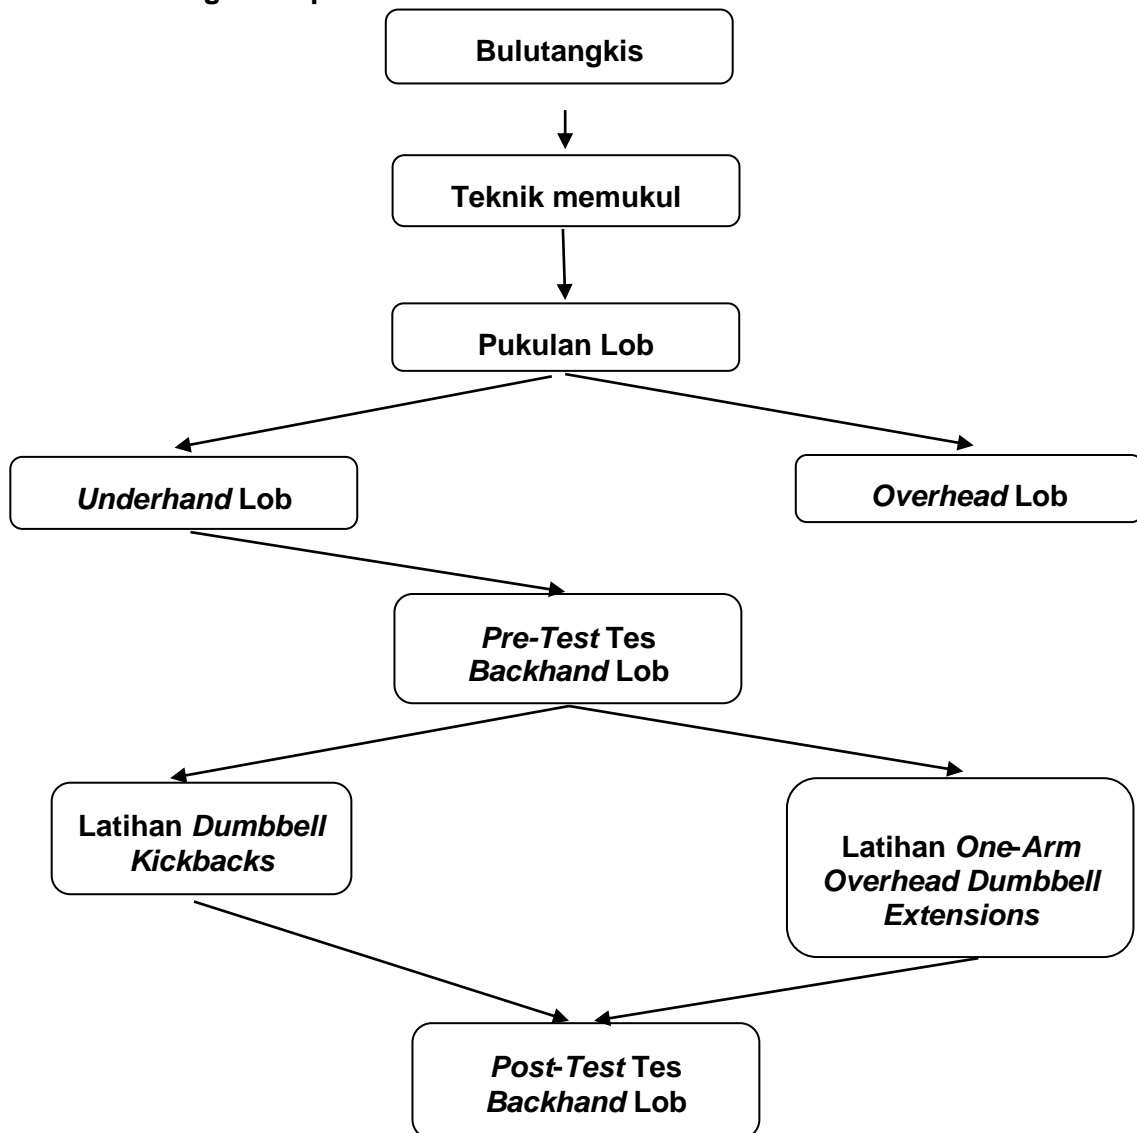 Bulutangkis
Teknik memukul
Pukulan Lob
Underhand Lob
Overhead Lob
Pre-Test Tes
Backhand Lob
Latihan Dumbbell
Kickbacks
Latihan One-Arm
Overhead Dumbbell
Extensions
Post-Test Tes
Backhand Lob